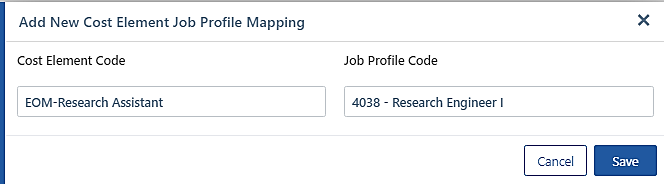 Add New Cost Element Job Profile Mapping
Cost Element Code
Job Profile Code
EOM-Research Assistant
4038 - Research Engineer I
Cancel
Save